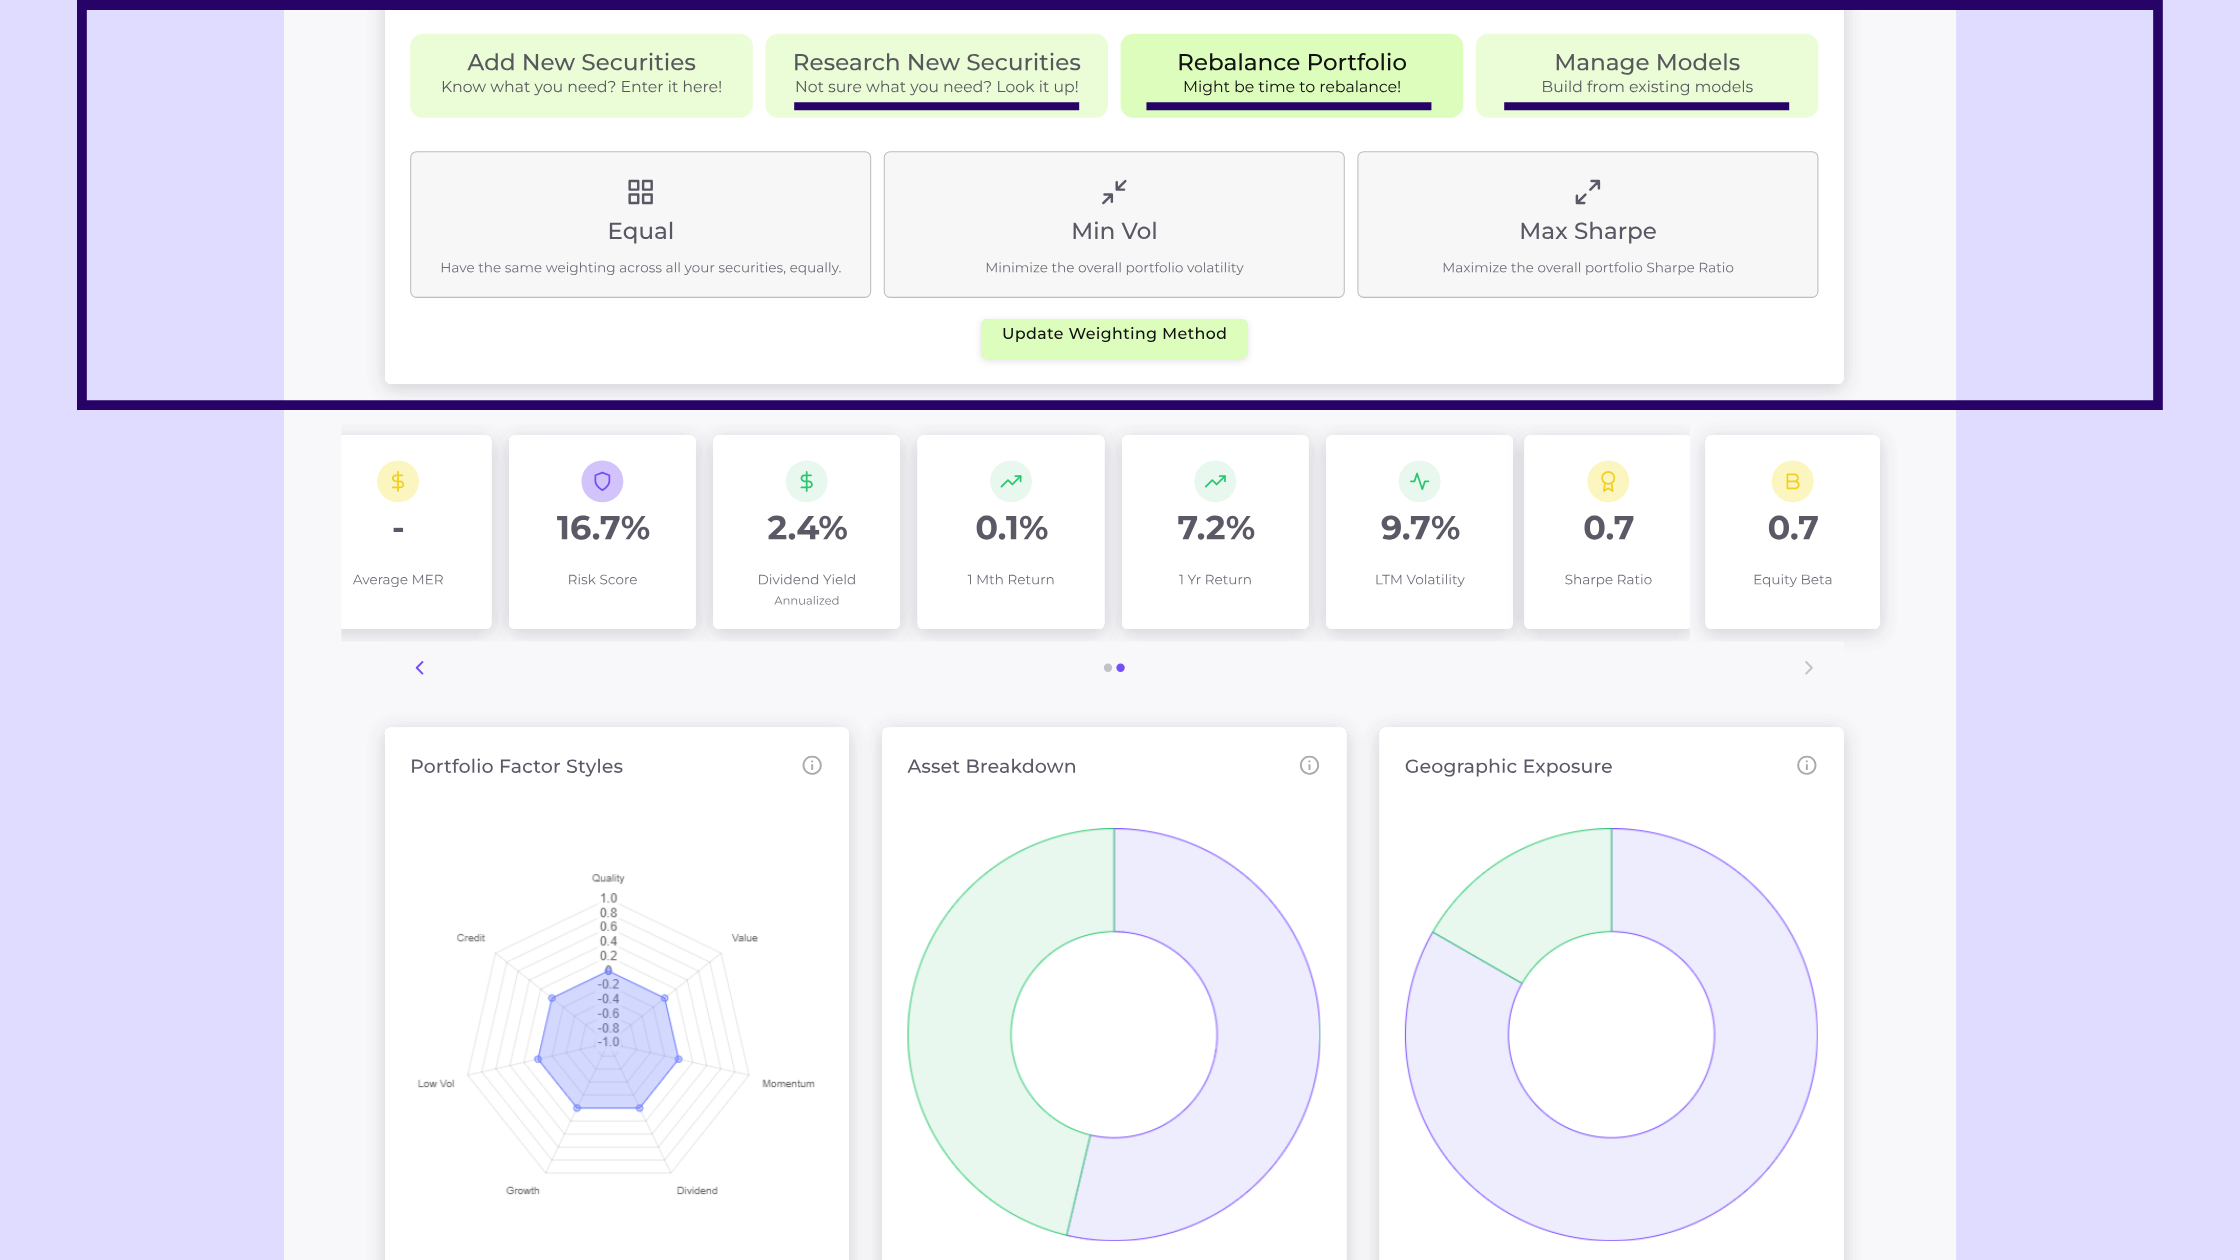 Add New Securities
Know what you need? Enter it here!
Research New Securities
Not sure what you need? Look it up!
Rebalance Portfolio
Might be time to rebalance!
Manage Models
Build from existing models
Equal
Have the same weighting across all your securities, equally.
Min Vol
Minimize the overall portfolio volatility
Max Sharpe
Maximize the overall portfolio Sharpe Ratio
Update Weighting Method
-
Average MER
16.7%
Risk Score
2.4%
Dividend Yield
Annualized
0.1%
1 Mth Return
7.2%
1 Yr Return
9.7%
LTM Volatility
0.7
Sharpe Ratio
0.7
Equity Beta
Portfolio Factor Styles
Quality
1.0
0.8
0.6
0.4
0.2
0
-0.2
-0.4
-0.6
-0.8
-1.0
Value
Momentum
Dividend
Growth
Low Vol
Credit
Asset Breakdown
Geographic Exposure